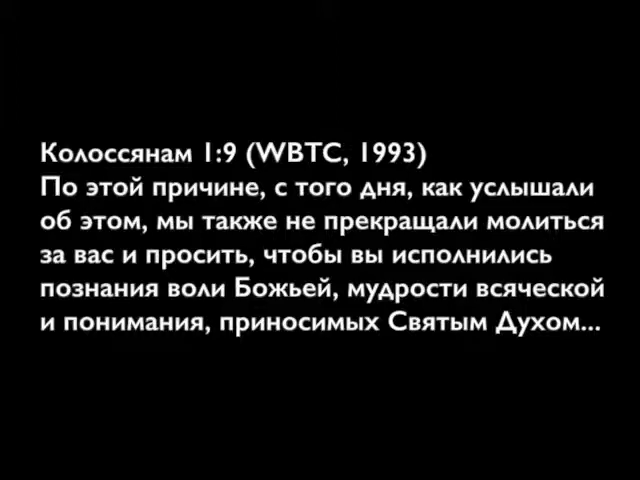 Колоссянам 1:9 (WBTC, 1993)
По этой причине, с того дня, как услышали
об этом, мы также не прекращали молиться
за вас и просить, чтобы вы исполнились
познания воли Божьей, мудрости всяческой
и понимания, приносимых Святым Духом...